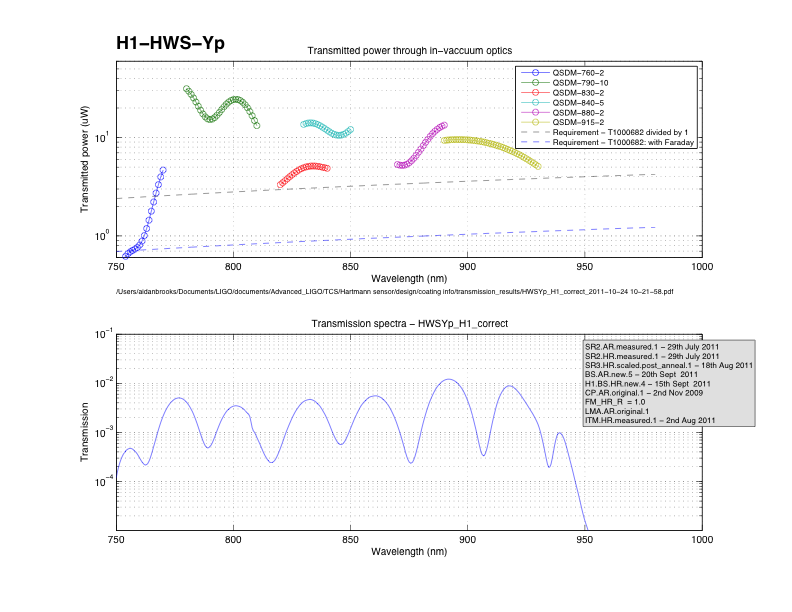 H1−HWS−Yp
Transmitted power through in−vacuum optics
QSDM−760−2
QSDM−790−10
QSDM−830−2
QSDM−840−5
QSDM−880−2
QSDM−915−2
Requirement − T1000682 divided by 1
Requirement − T1000682: with Faraday
Transmitted power (uW)
10^1
10^0
750 800 850 900 950 1000
Wavelength (nm)
/Users/aidanbrooks/Documents/LIGO/documents/Advanced_LIGO/TCS/Hartmann sensor/design/coating info/transmission_results/HWSYp_H1_correct_2011−10−24 10−21−58.pdf
Transmission spectra − HWSYp_H1_correct
SR2.AR.measured.1 − 29th July 2011
SR2.HR.measured.1 − 29th July 2011
SR3.HR.scaled.post_anneal.1 − 18th Aug 2011
BS.AR.new.5 − 20th Sept  2011
H1.BS.HR.new.4 − 15th Sept  2011
CP.AR.original.1 − 2nd Nov 2009
FM_HR_R  = 1.0
LMA.AR.original.1
ITM.HR.measured.1 − 2nd Aug 2011
Transmission
10^−1
10^−2
10^−3
10^−4
750 800 850 900 950 1000
Wavelength (nm)